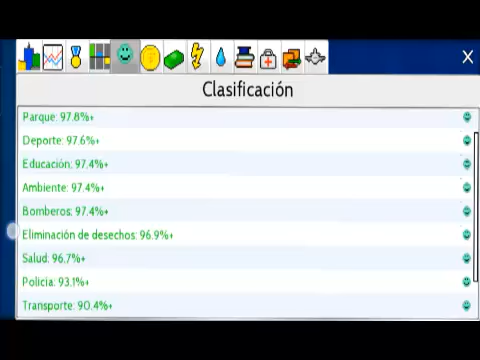 X
Clasificación
Parque: 97.8%+
Deporte: 97.6%+
Educación: 97.4%+
Ambiente: 97.4%+
Bomberos: 97.4%+
Eliminación de desechos: 96.9%+
Salud: 96.7%+
Policia: 93.1%+
Transporte: 90.4%+